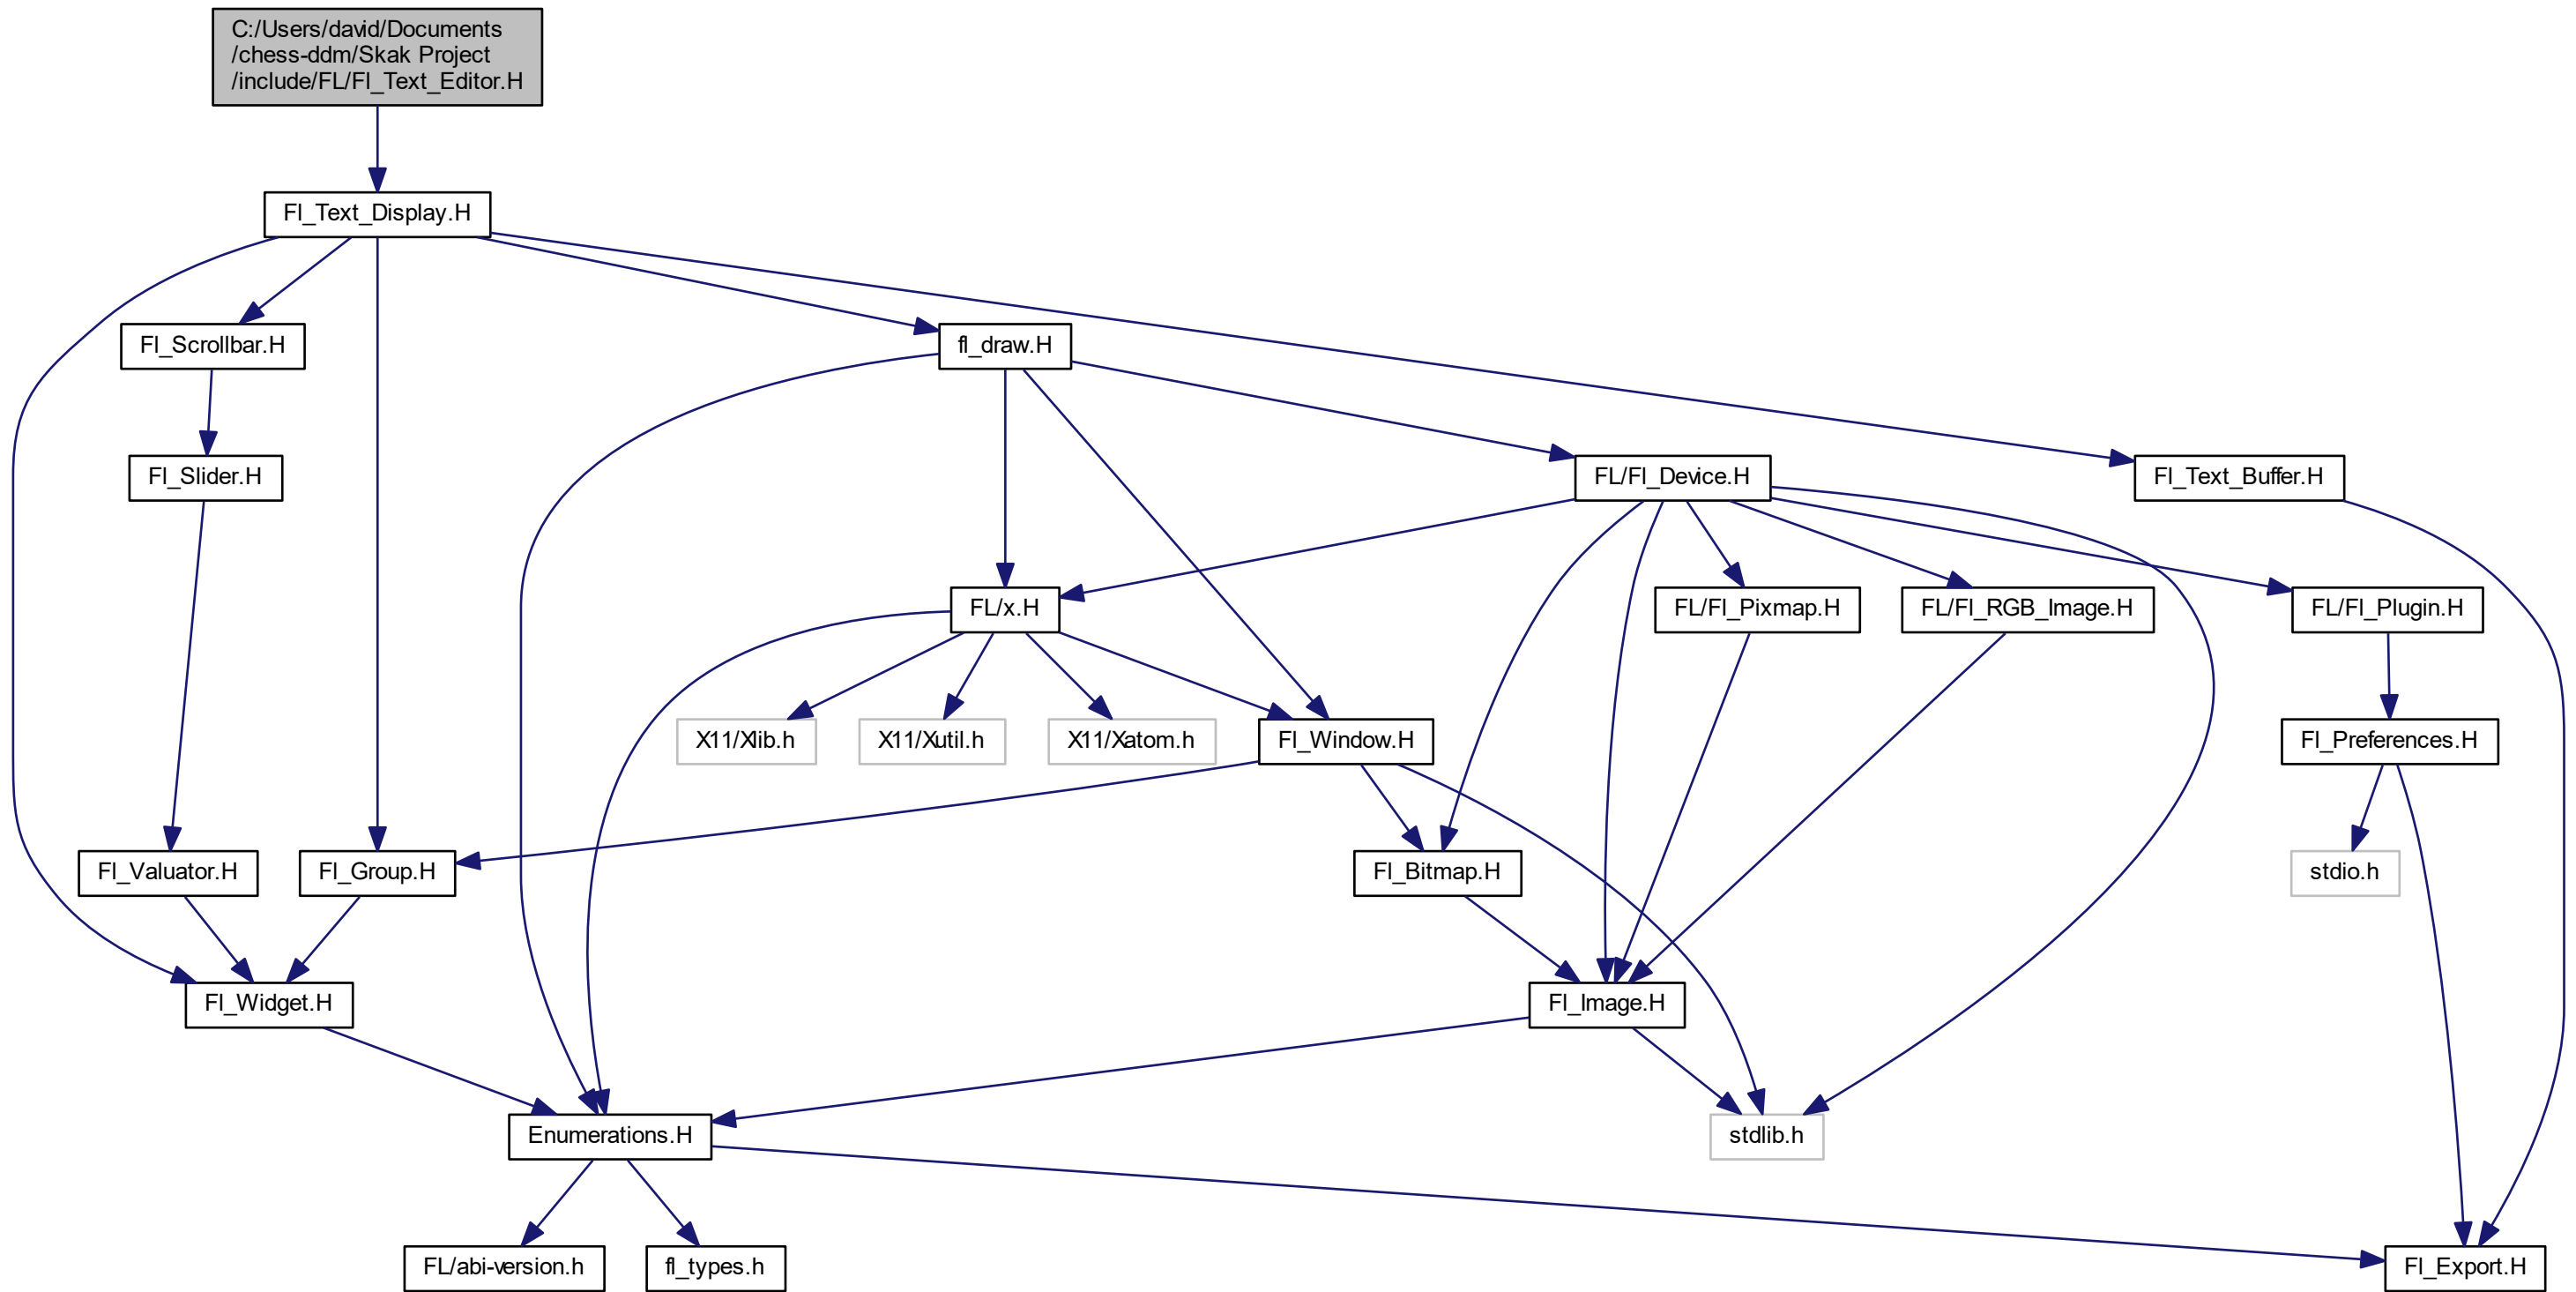 C:/Users/david/Documents
/chess-ddm/Skak Project
/include/FL/Fl_Text_Editor.H
Fl_Text_Display.H
Fl_Scrollbar.H
fl_draw.H
Fl_Slider.H
FL/Fl_Device.H
Fl_Text_Buffer.H
FL/x.H
FL/Fl_Pixmap.H
FL/Fl_RGB_Image.H
FL/Fl_Plugin.H
X11/Xlib.h
X11/Xutil.h
X11/Xatom.h
Fl_Window.H
Fl_Preferences.H
Fl_Valuator.H
Fl_Group.H
Fl_Bitmap.H
stdio.h
Fl_Widget.H
Fl_Image.H
Enumerations.H
stdlib.h
FL/abi-version.h
fl_types.h
Fl_Export.H